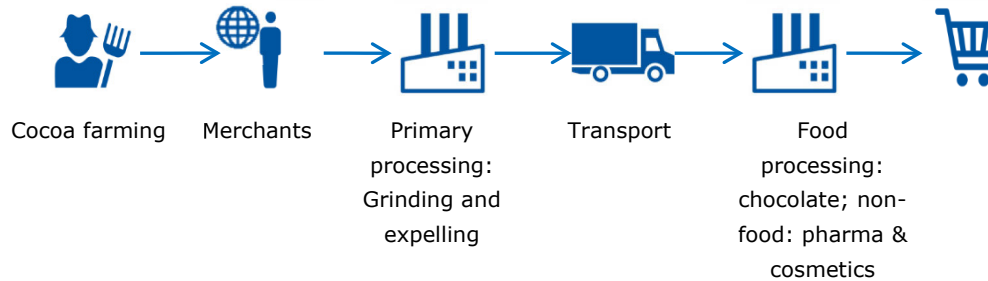 Cocoa farming
Merchants
Primary
processing:
Grinding and
expelling
Transport
Food
processing:
chocolate; non-
food: pharma &
cosmetics